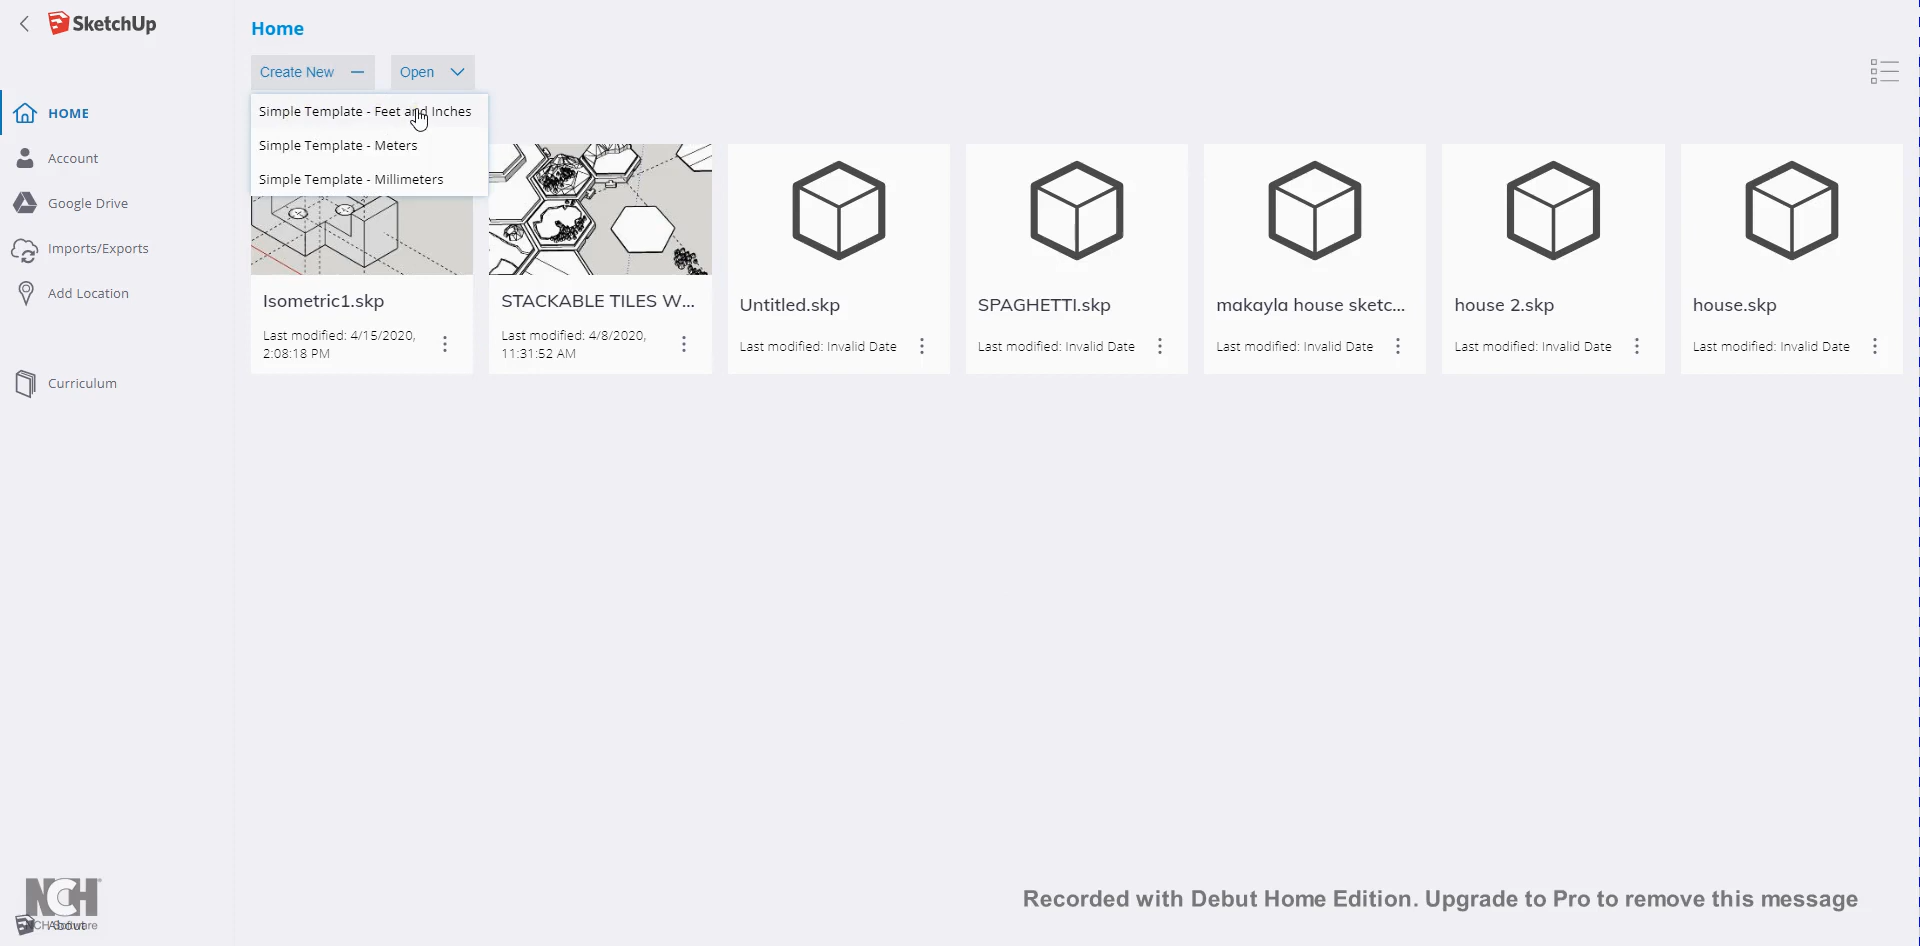 SketchUp
Home
Create New
Open
Simple Template - Feet and Inches
Simple Template - Meters
Simple Template - Millimeters
HOME
Account
Google Drive
Imports/Exports
Add Location
Curriculum
Isometric1.skp
Last modified: 4/15/2020,
2:08:18 PM
STACKABLE TILES W...
Last modified: 4/8/2020,
11:31:52 AM
Untitled.skp
Last modified: Invalid Date
SPAGHETTI.skp
Last modified: Invalid Date
makayla house sketc...
Last modified: Invalid Date
house 2.skp
Last modified: Invalid Date
house.skp
Last modified: Invalid Date
NCH
NCH Software
About
Recorded with Debut Home Edition. Upgrade to Pro to remove this message